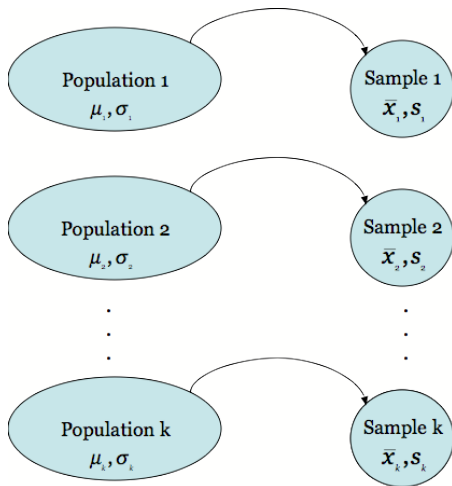 Population 1
μ₁,σ₁
Sample 1
x̄₁,s₁
Population 2
μ₂,σ₂
Sample 2
x̄₂,s₂
Population k
μₖ,σₖ
Sample k
x̄ₖ,sₖ